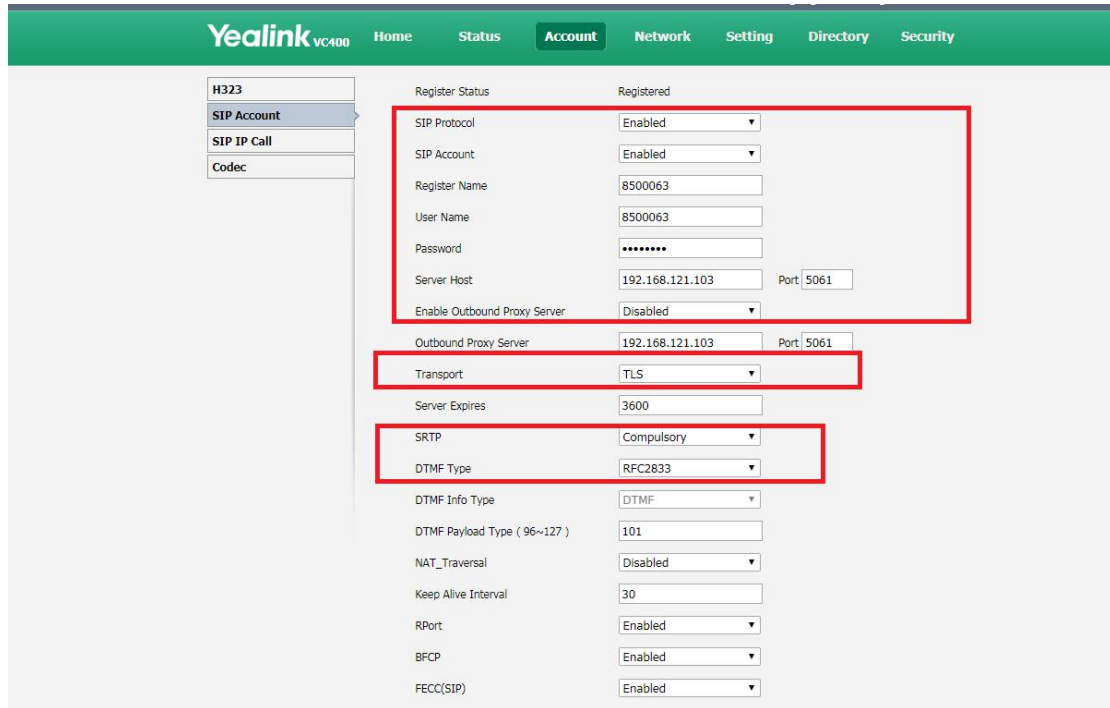 Yealink VC400 Home Status Account Network Setting Directory Security
H323
SIP Account
SIP IP Call
Codec
Register Status Registered
SIP Protocol Enabled
SIP Account Enabled
Register Name 8500063
User Name 8500063
Password ••••••••
Server Host 192.168.121.103 Port 5061
Enable Outbound Proxy Server Disabled
Outbound Proxy Server 192.168.121.103 Port 5061
Transport TLS
Server Expires 3600
SRTP Compulsory
DTMF Type RFC2833
DTMF Info Type DTMF
DTMF Payload Type ( 96~127 ) 101
NAT_Traversal Disabled
Keep Alive Interval 30
RPort Enabled
BFCP Enabled
FECC(SIP) Enabled